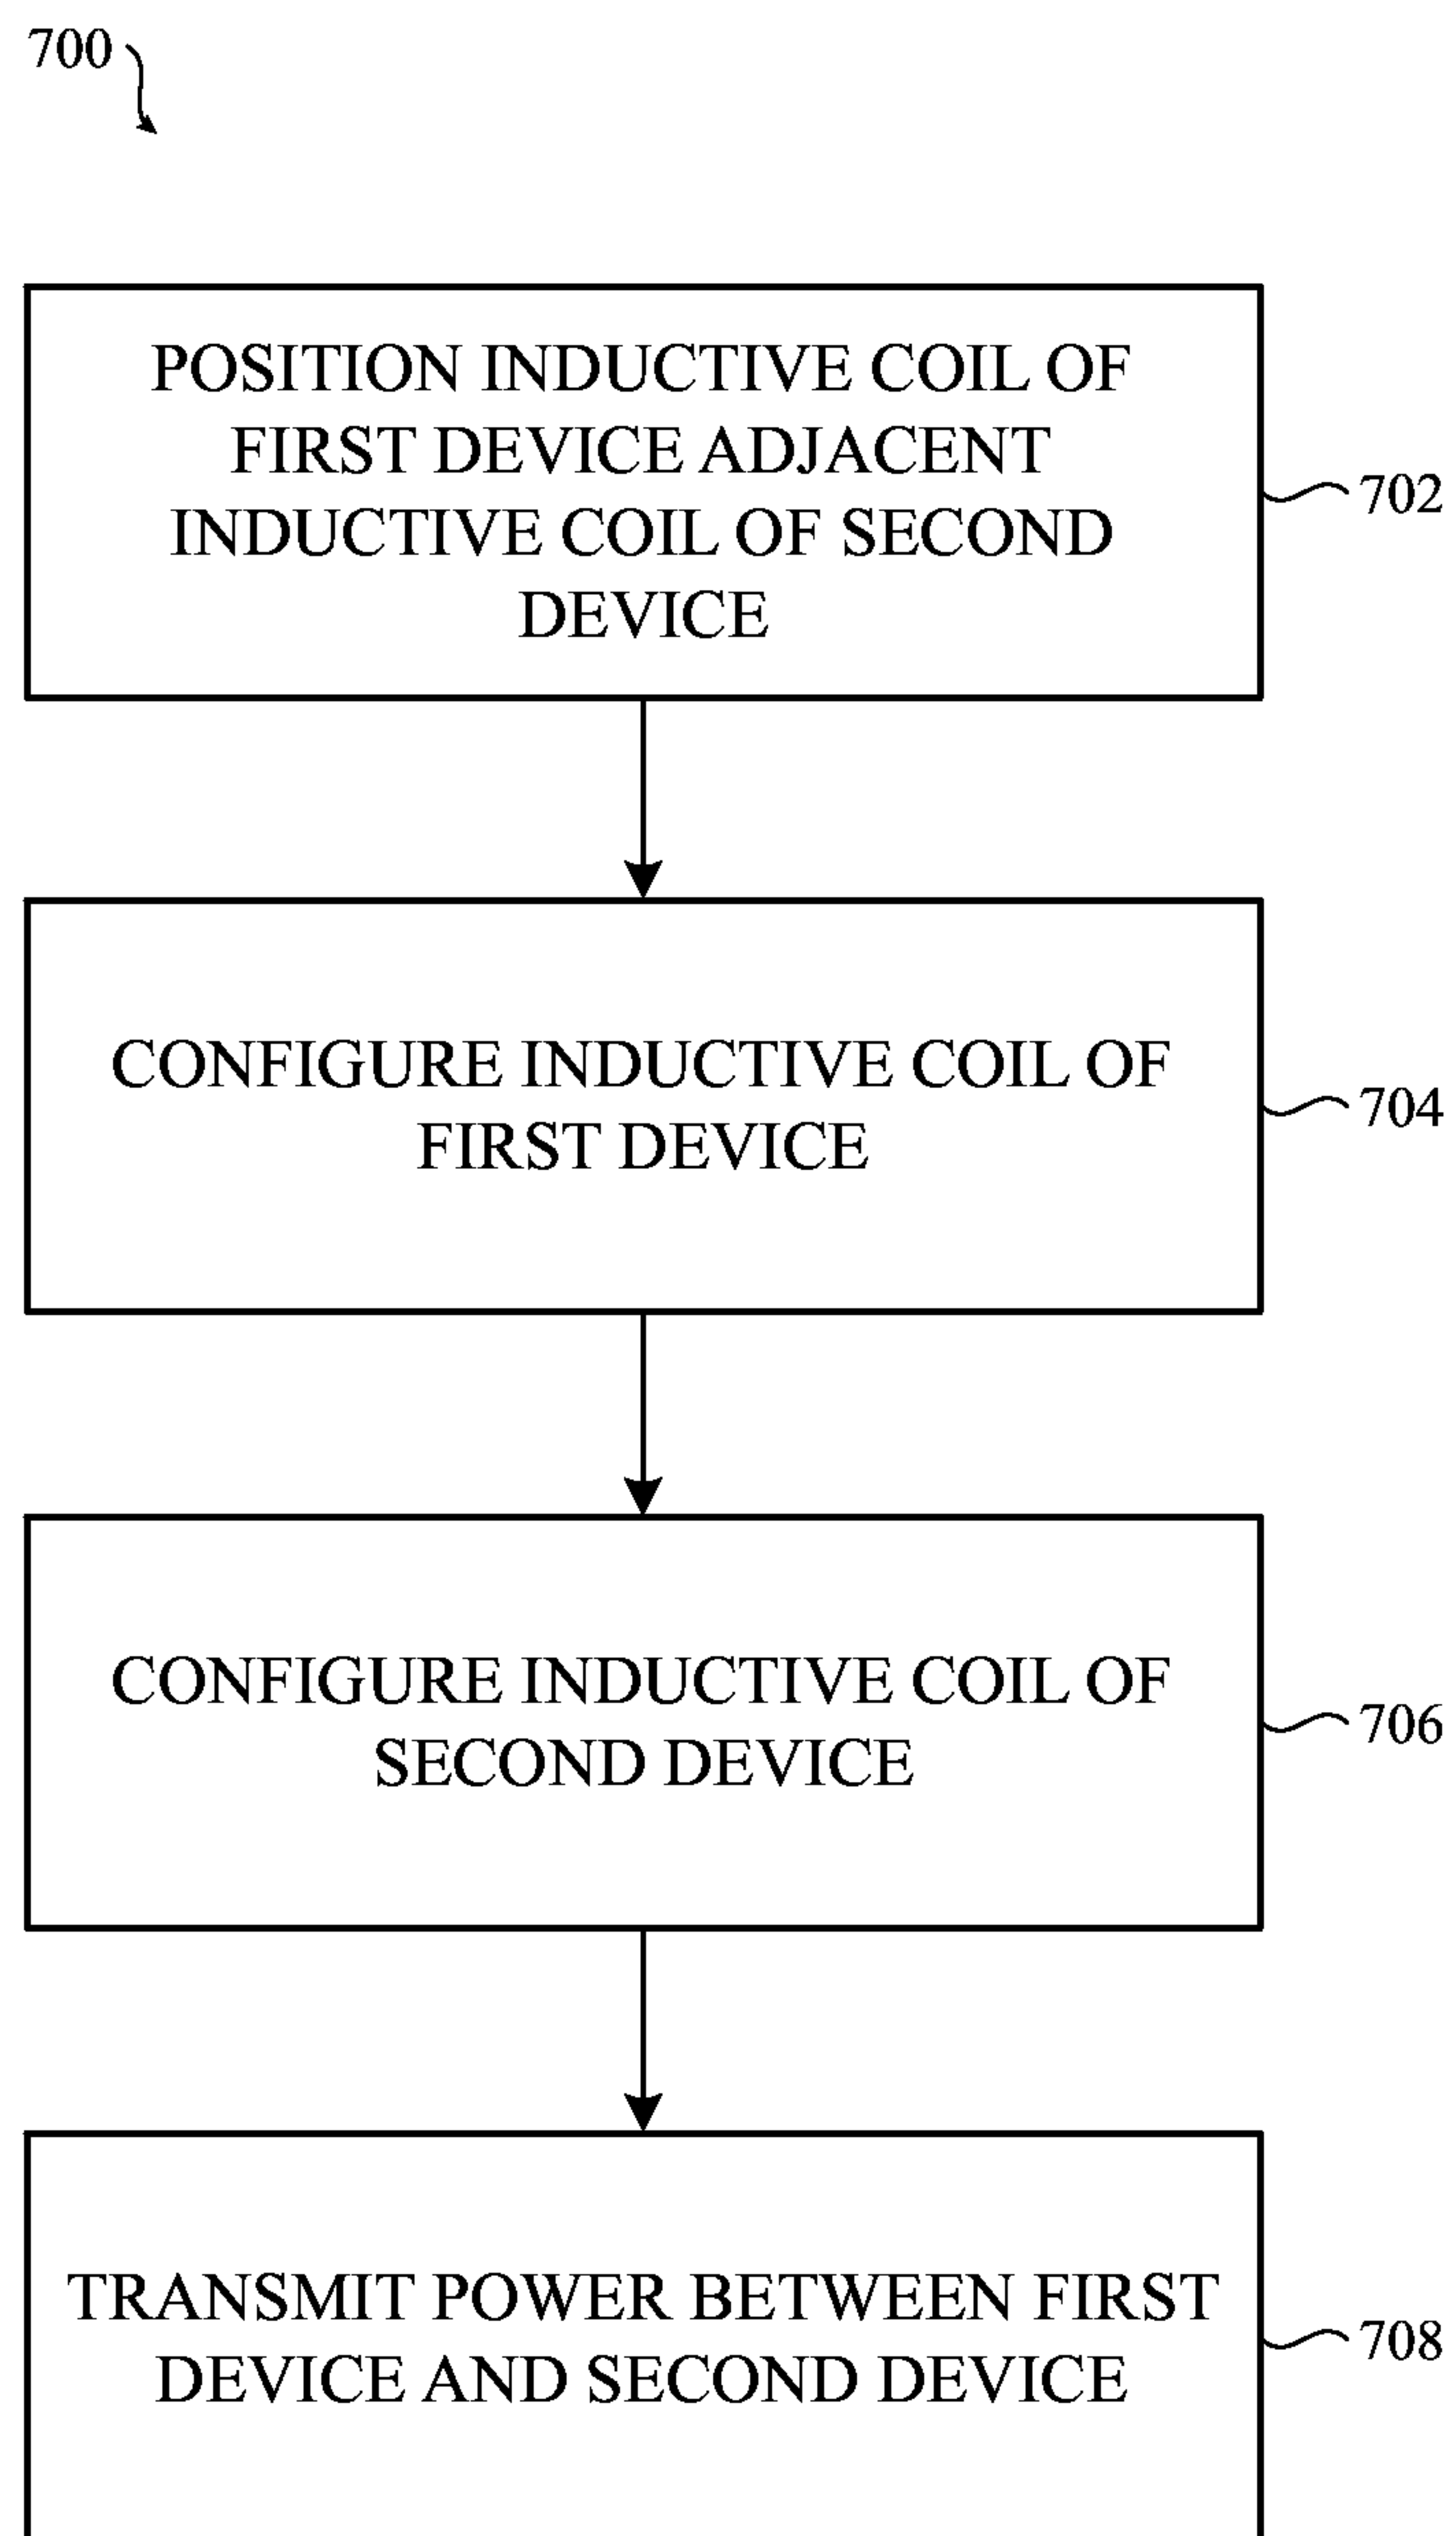 700
POSITION INDUCTIVE COIL OF
FIRST DEVICE ADJACENT
INDUCTIVE COIL OF SECOND
DEVICE
702
CONFIGURE INDUCTIVE COIL OF
FIRST DEVICE
704
CONFIGURE INDUCTIVE COIL OF
SECOND DEVICE
706
TRANSMIT POWER BETWEEN FIRST
DEVICE AND SECOND DEVICE
708